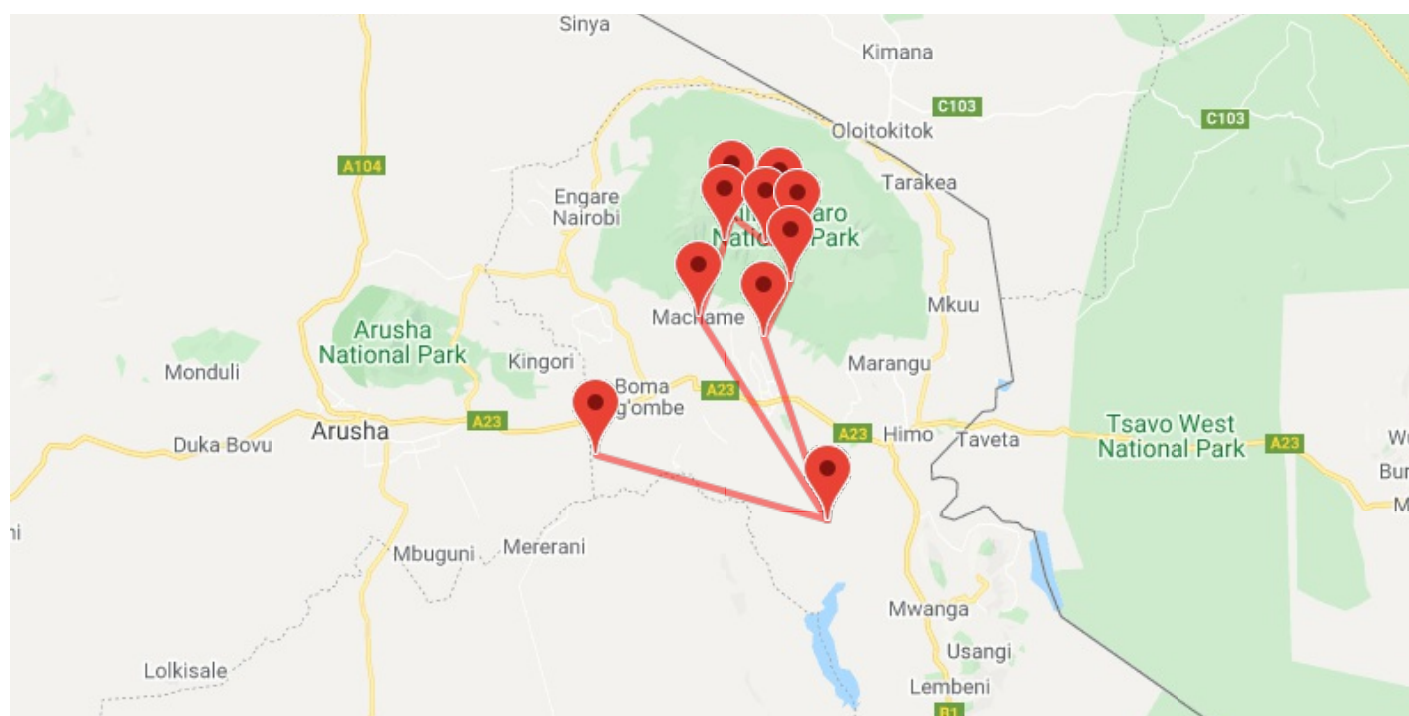 Sinya
Kimana
C103
C103
Oloitokitok
A104
Tarakea
Engare
Nairobi
National Park
Mkuu
Machame
Arusha
National Park
Kingori
Marangu
Monduli
Boma
A23
A23
Arusha
Duka Bovu
A23
Himo
Taveta
Tsavo West
National Park
A23
Mbuguni
Mererani
Mwanga
Usangi
Lolkisale
Lembeni
B1